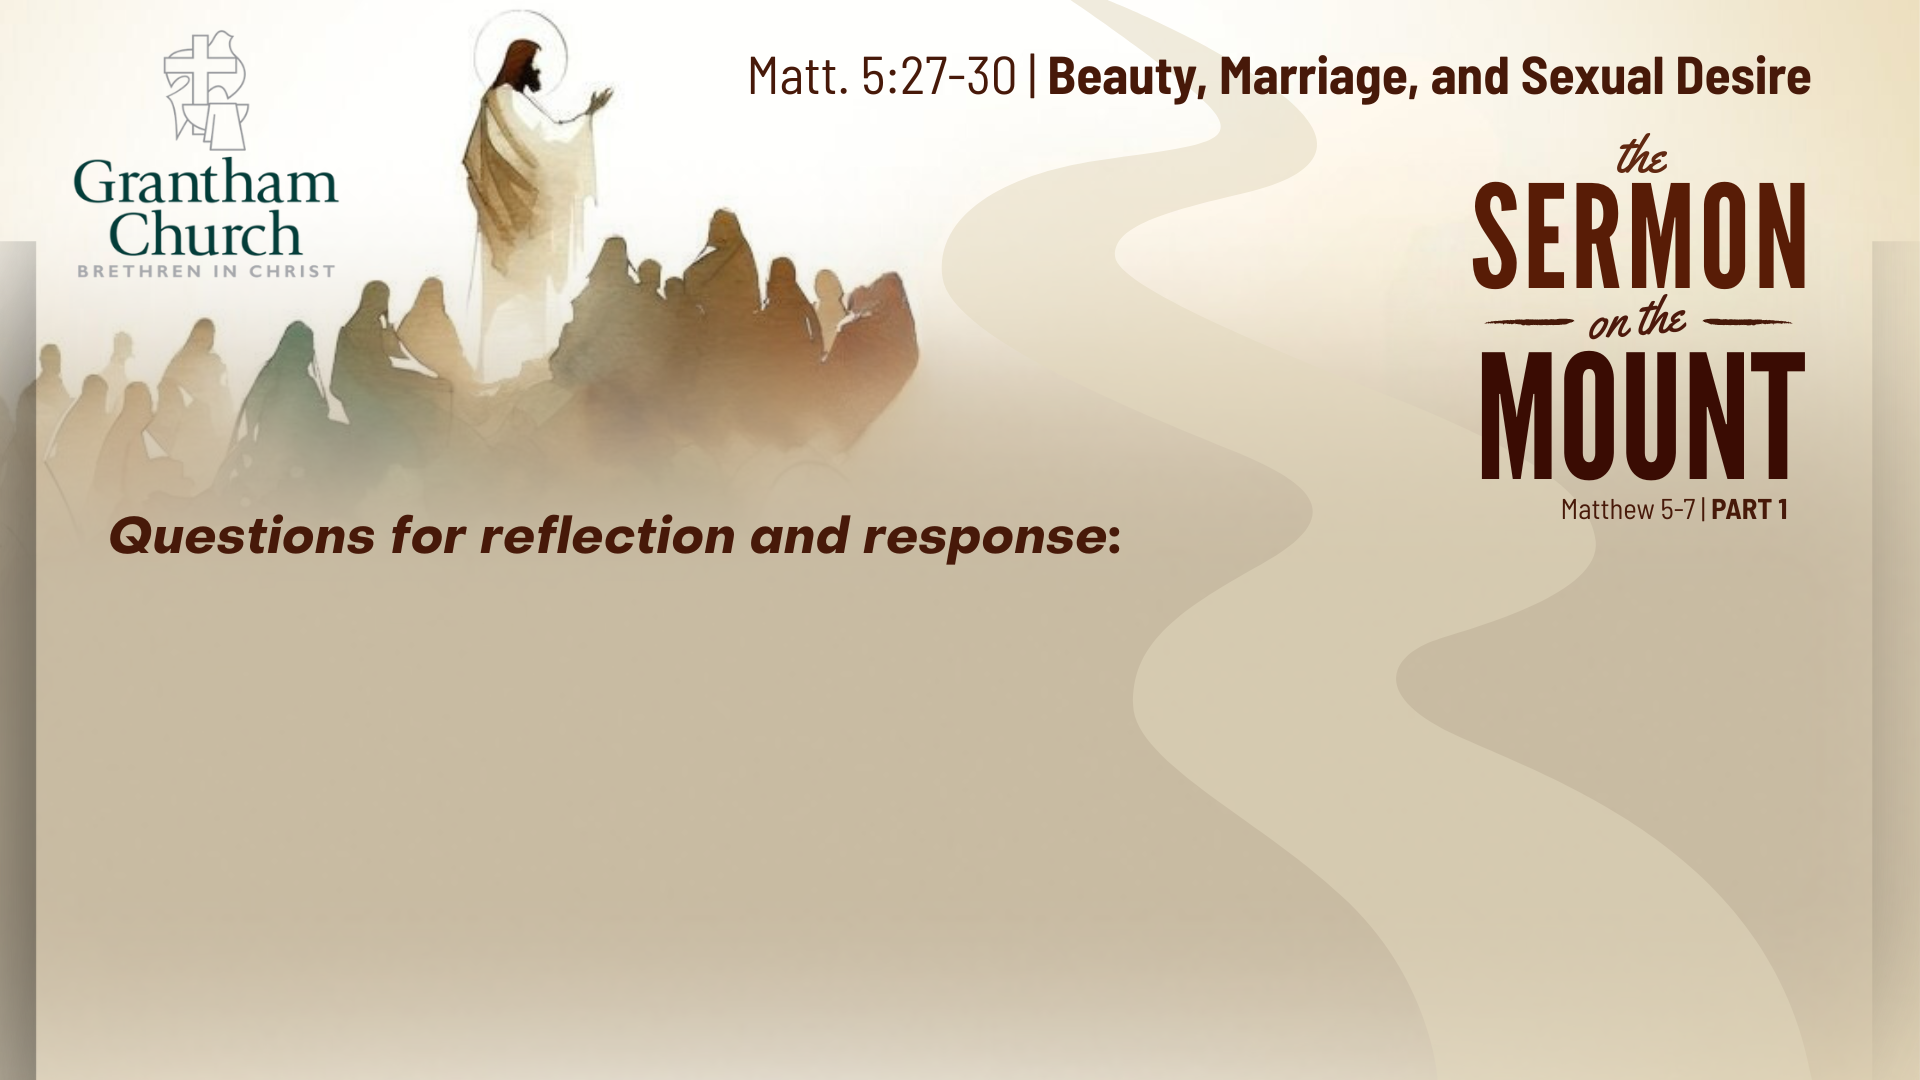 Matt. 5:27-30 | Beauty, Marriage, and Sexual Desire
Grantham
Church
BRETHREN IN CHRIST
the
SERMON
on the
MOUNT
Matthew 5-7 | PART 1
Questions for reflection and response: